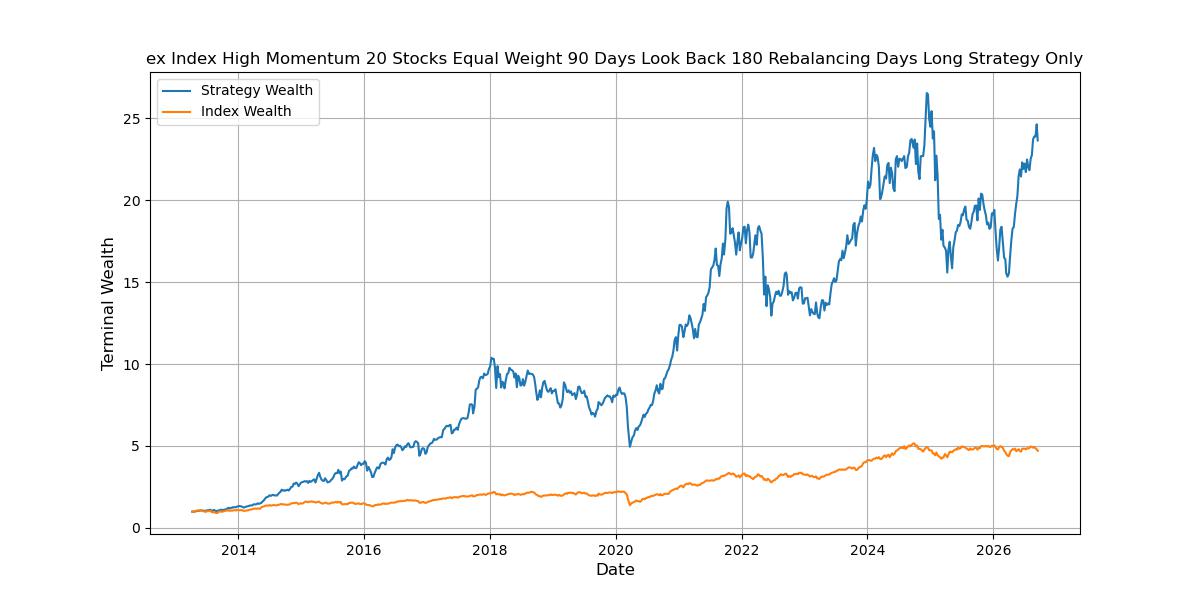 ex Index High Momentum 20 Stocks Equal Weight 90 Days Look Back 180 Rebalancing Days Long Strategy Only
Strategy Wealth
Index Wealth
Terminal Wealth
25
20
15
10
5
0
2014
2016
2018
2020
2022
2024
2026
Date